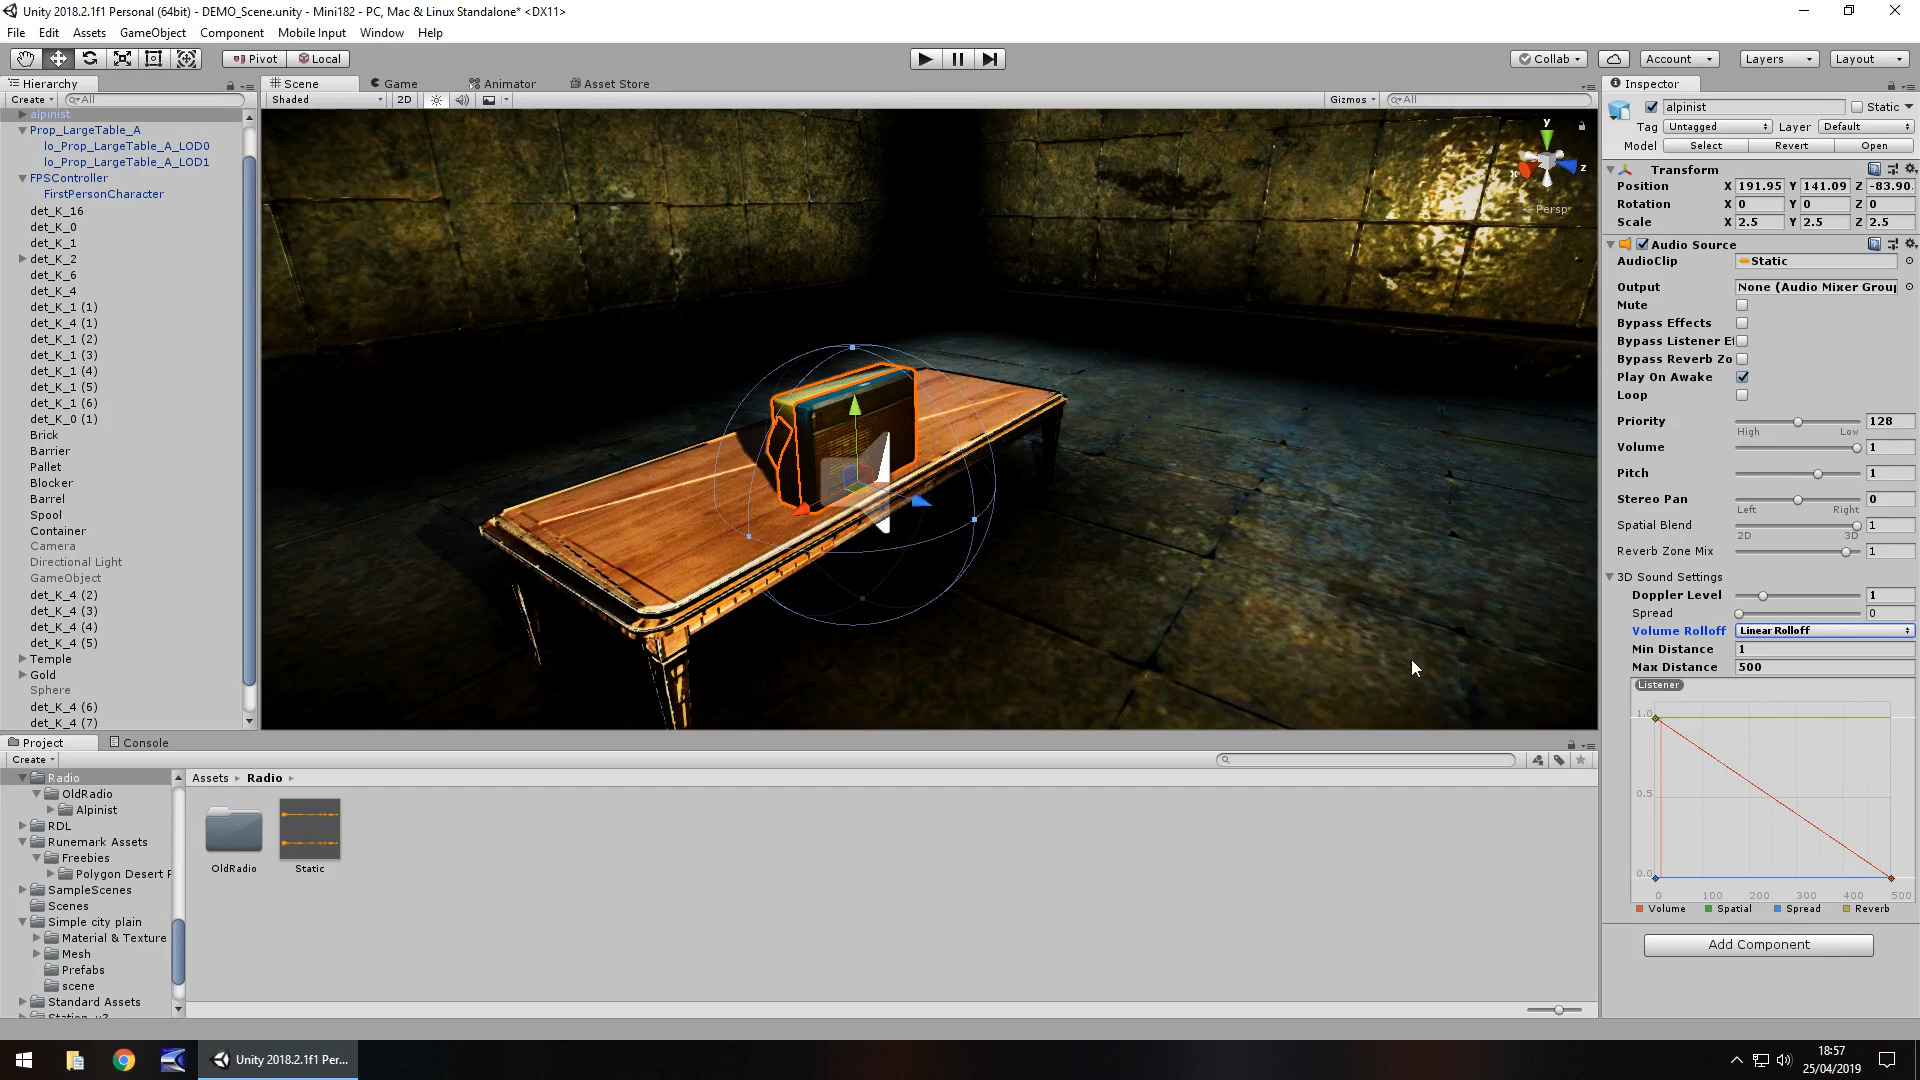 Unity 2018.2.1f1 Personal (64bit) - DEMO_Scene.unity - Mini182 - PC, Mac & Linux Standalone* <DX11>
File Edit Assets GameObject Component Mobile Input Window Help
Pivot Local Collab Account Layers Layout
Hierarchy
Create All
alpinist
Prop_LargeTable_A
lo_Prop_LargeTable_A_LOD0
lo_Prop_LargeTable_A_LOD1
FPSController
FirstPersonCharacter
det_K_16
det_K_0
det_K_1
det_K_2
det_K_6
det_K_4
det_K_1 (1)
det_K_4 (1)
det_K_1 (2)
det_K_1 (3)
det_K_1 (4)
det_K_1 (5)
det_K_1 (6)
det_K_0 (1)
Brick
Barrier
Pallet
Blocker
Barrel
Spool
Container
Camera
Directional Light
GameObject
det_K_4 (2)
det_K_4 (3)
det_K_4 (4)
det_K_4 (5)
Temple
Gold
Sphere
det_K_4 (6)
det_K_4 (7)
Scene Game Animator Asset Store
Shaded 2D Gizmos All
y
x z
Persp
Inspector
alpinist Static
Tag Untagged Layer Default
Model Select Revert Open
Transform
Position X 191.95 Y 141.09 Z -83.90
Rotation X 0 Y 0 Z 0
Scale X 2.5 Y 2.5 Z 2.5
Audio Source
AudioClip Static
Output None (Audio Mixer Group
Mute
Bypass Effects
Bypass Listener Ef
Bypass Reverb Zo
Play On Awake
Loop
Priority 128
High Low
Volume 1
Pitch 1
Stereo Pan 0
Left Right
Spatial Blend 1
2D 3D
Reverb Zone Mix 1
3D Sound Settings
Doppler Level 1
Spread 0
Volume Rolloff Linear Rolloff
Min Distance 1
Max Distance 500
Listener
1.0
0.5
0.0
0 100 200 300 400 500
Volume Spatial Spread Reverb
Add Component
Project Console
Create
Radio
OldRadio
Alpinist
RDL
Runemark Assets
Freebies
Polygon Desert P
SampleScenes
Scenes
Simple city plain
Material & Texture
Mesh
Prefabs
scene
Standard Assets
Assets Radio
OldRadio Static
Unity 2018.2.1f1 Per...
18:57
25/04/2019